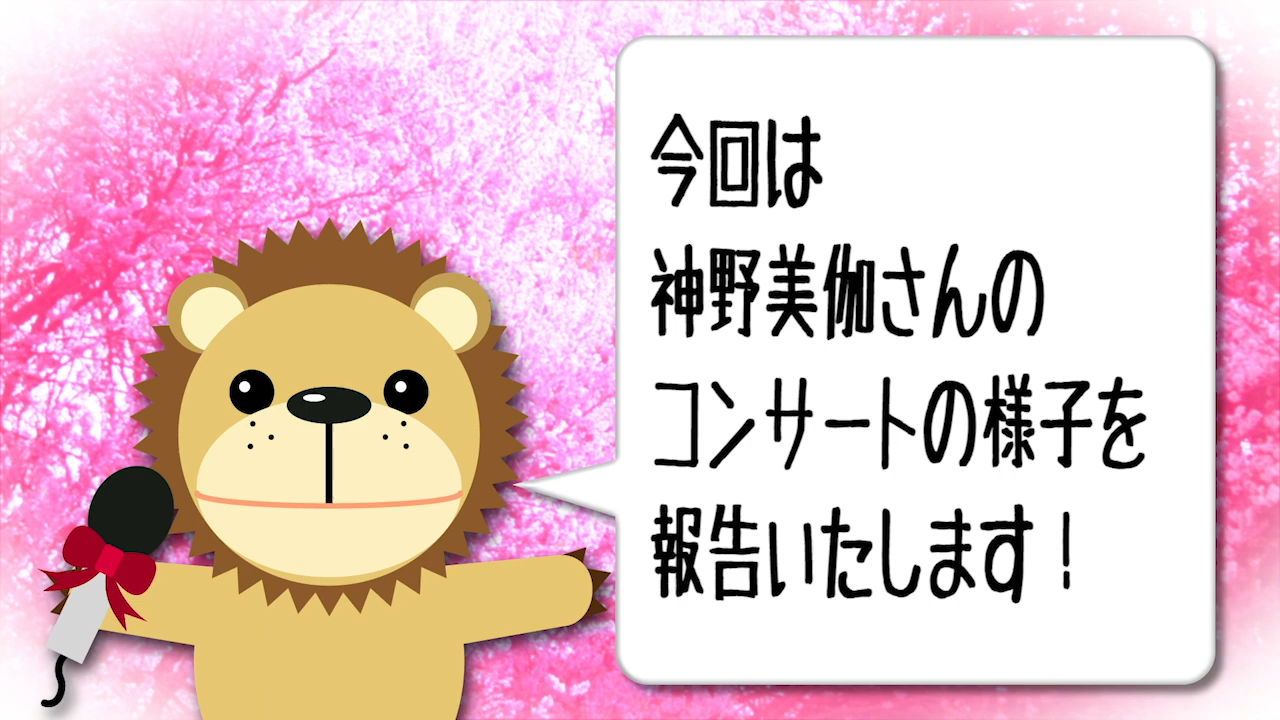 今回は
神野美伽さんの
コンサートの様子を
報告いたします！